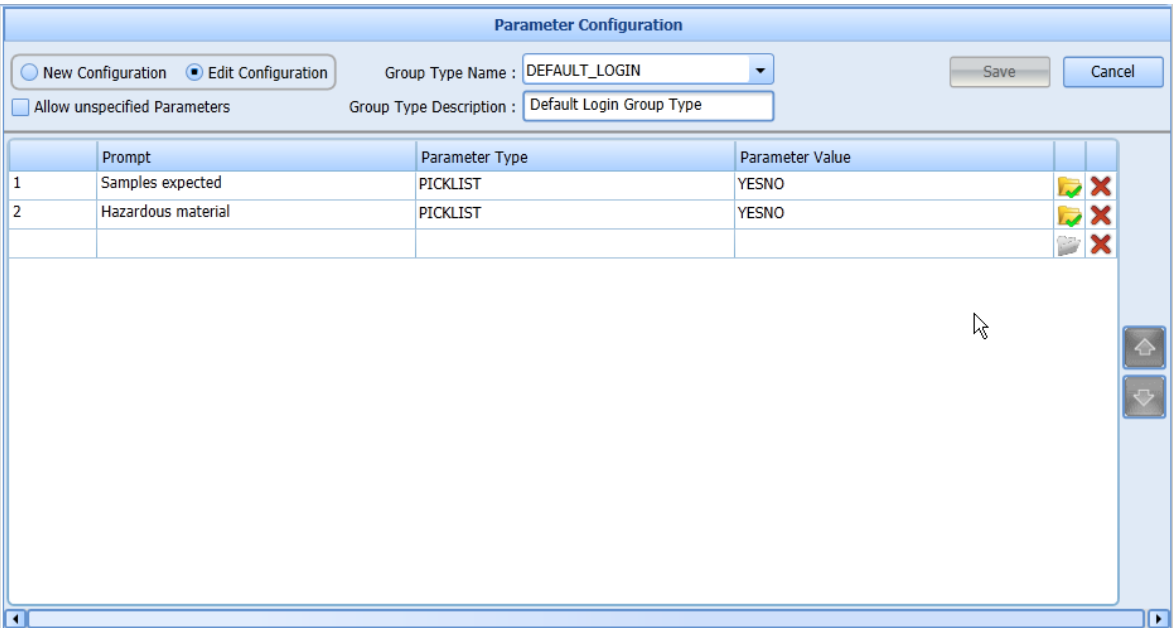 Parameter Configuration
New Configuration Edit Configuration Group Type Name : DEFAULT_LOGIN Save Cancel
Allow unspecified Parameters Group Type Description : Default Login Group Type
Prompt Parameter Type Parameter Value
1 Samples expected PICKLIST YESNO
2 Hazardous material PICKLIST YESNO